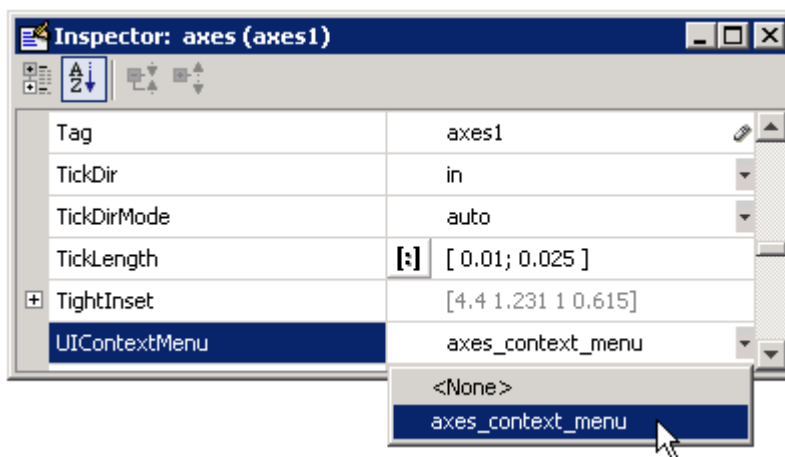 Inspector: axes (axes1)
Tag axes1
TickDir in
TickDirMode auto
TickLength [:] [ 0.01; 0.025 ]
TightInset [4.4 1.231 1 0.615]
UIContextMenu axes_context_menu
<None>
axes_context_menu